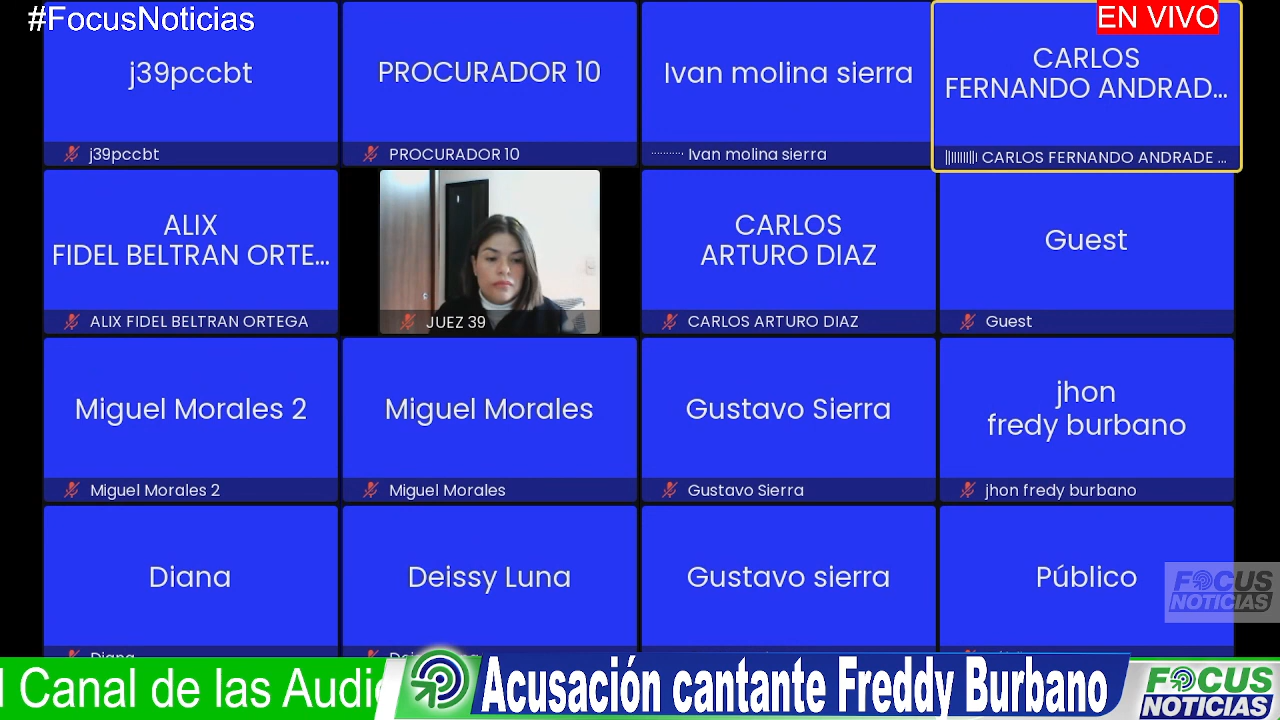 #FocusNoticias
EN VIVO
j39pccbt
PROCURADOR 10
Ivan molina sierra
CARLOS
FERNANDO ANDRAD...
j39pccbt
PROCURADOR 10
Ivan molina sierra
CARLOS FERNANDO ANDRADE ...
ALIX
FIDEL BELTRAN ORTE...
CARLOS
ARTURO DIAZ
Guest
ALIX FIDEL BELTRAN ORTEGA
JUEZ 39
CARLOS ARTURO DIAZ
Guest
Miguel Morales 2
Miguel Morales
Gustavo Sierra
jhon
fredy burbano
Miguel Morales 2
Miguel Morales
Gustavo Sierra
jhon fredy burbano
Diana
Deissy Luna
Gustavo sierra
Público
FOCUS
NOTICIAS
Diana
l Canal de las Audie
Acusación cantante Freddy Burbano
FOCUS
NOTICIAS